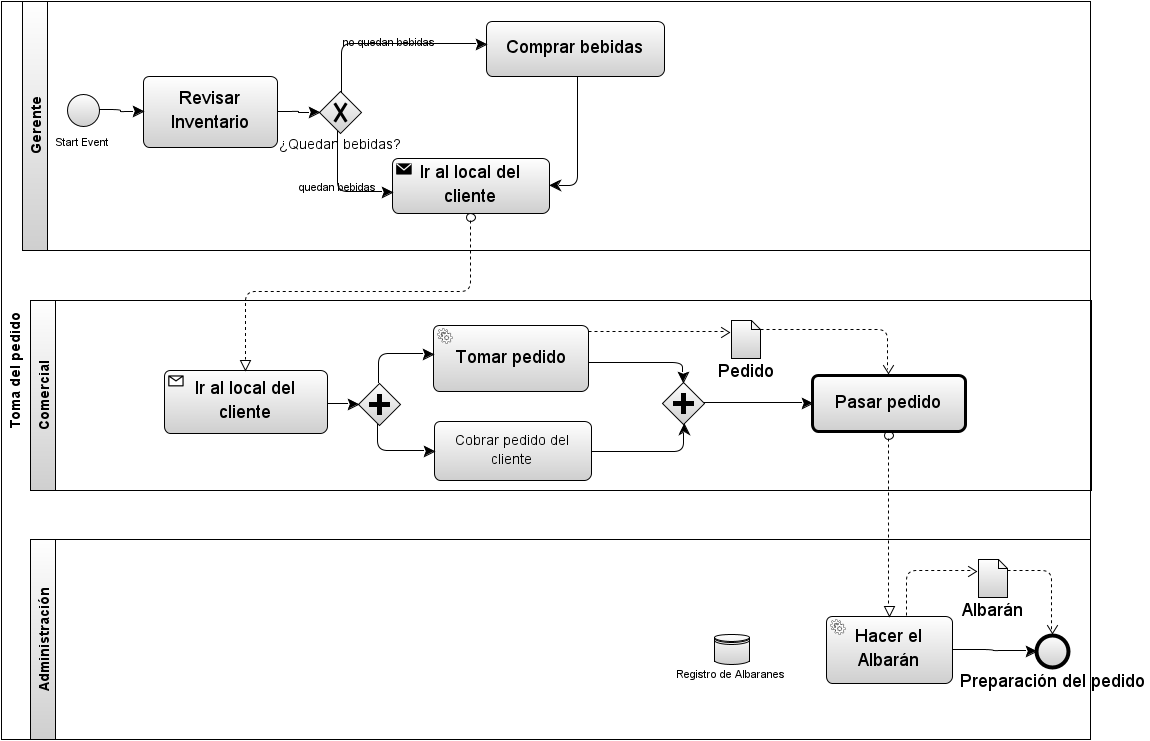 Toma del pedido
Gerente
Start Event
Revisar
Inventario
¿Quedan bebidas?
no quedan bebidas
quedan bebidas
Comprar bebidas
Ir al local del
cliente
Comercial
Ir al local del
cliente
Tomar pedido
Cobrar pedido del
cliente
Pedido
Pasar pedido
Administración
Registro de Albaranes
Hacer el
Albarán
Albarán
Preparación del pedido